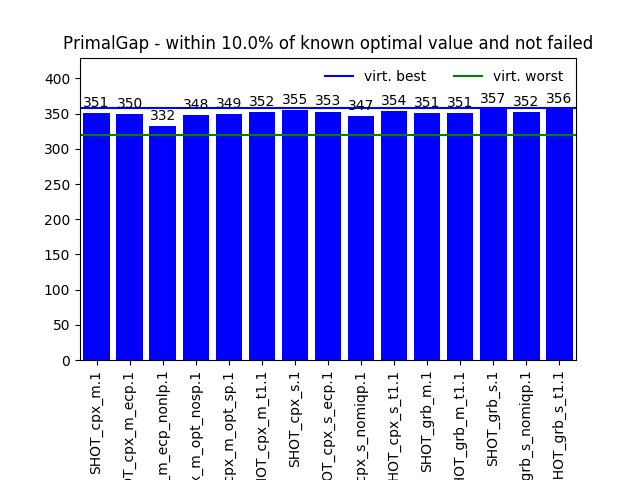 PrimalGap - within 10.0% of known optimal value and not failed
virt. best virt. worst
400
350
300
250
200
150
100
50
0
351 350 332 348 349 352 355 353 347 354 351 351 357 352 356
SHOT_cpx_m.1
OT_cpx_m_ecp.1
_m_ecp_nonlp.1
x_m_opt_nosp.1
cpx_m_opt_sp.1
HOT_cpx_m_t1.1
SHOT_cpx_s.1
OT_cpx_s_ecp.1
cpx_s_nomiqp.1
HOT_cpx_s_t1.1
SHOT_grb_m.1
HOT_grb_m_t1.1
SHOT_grb_s.1
grb_s_nomiqp.1
HOT_grb_s_t1.1